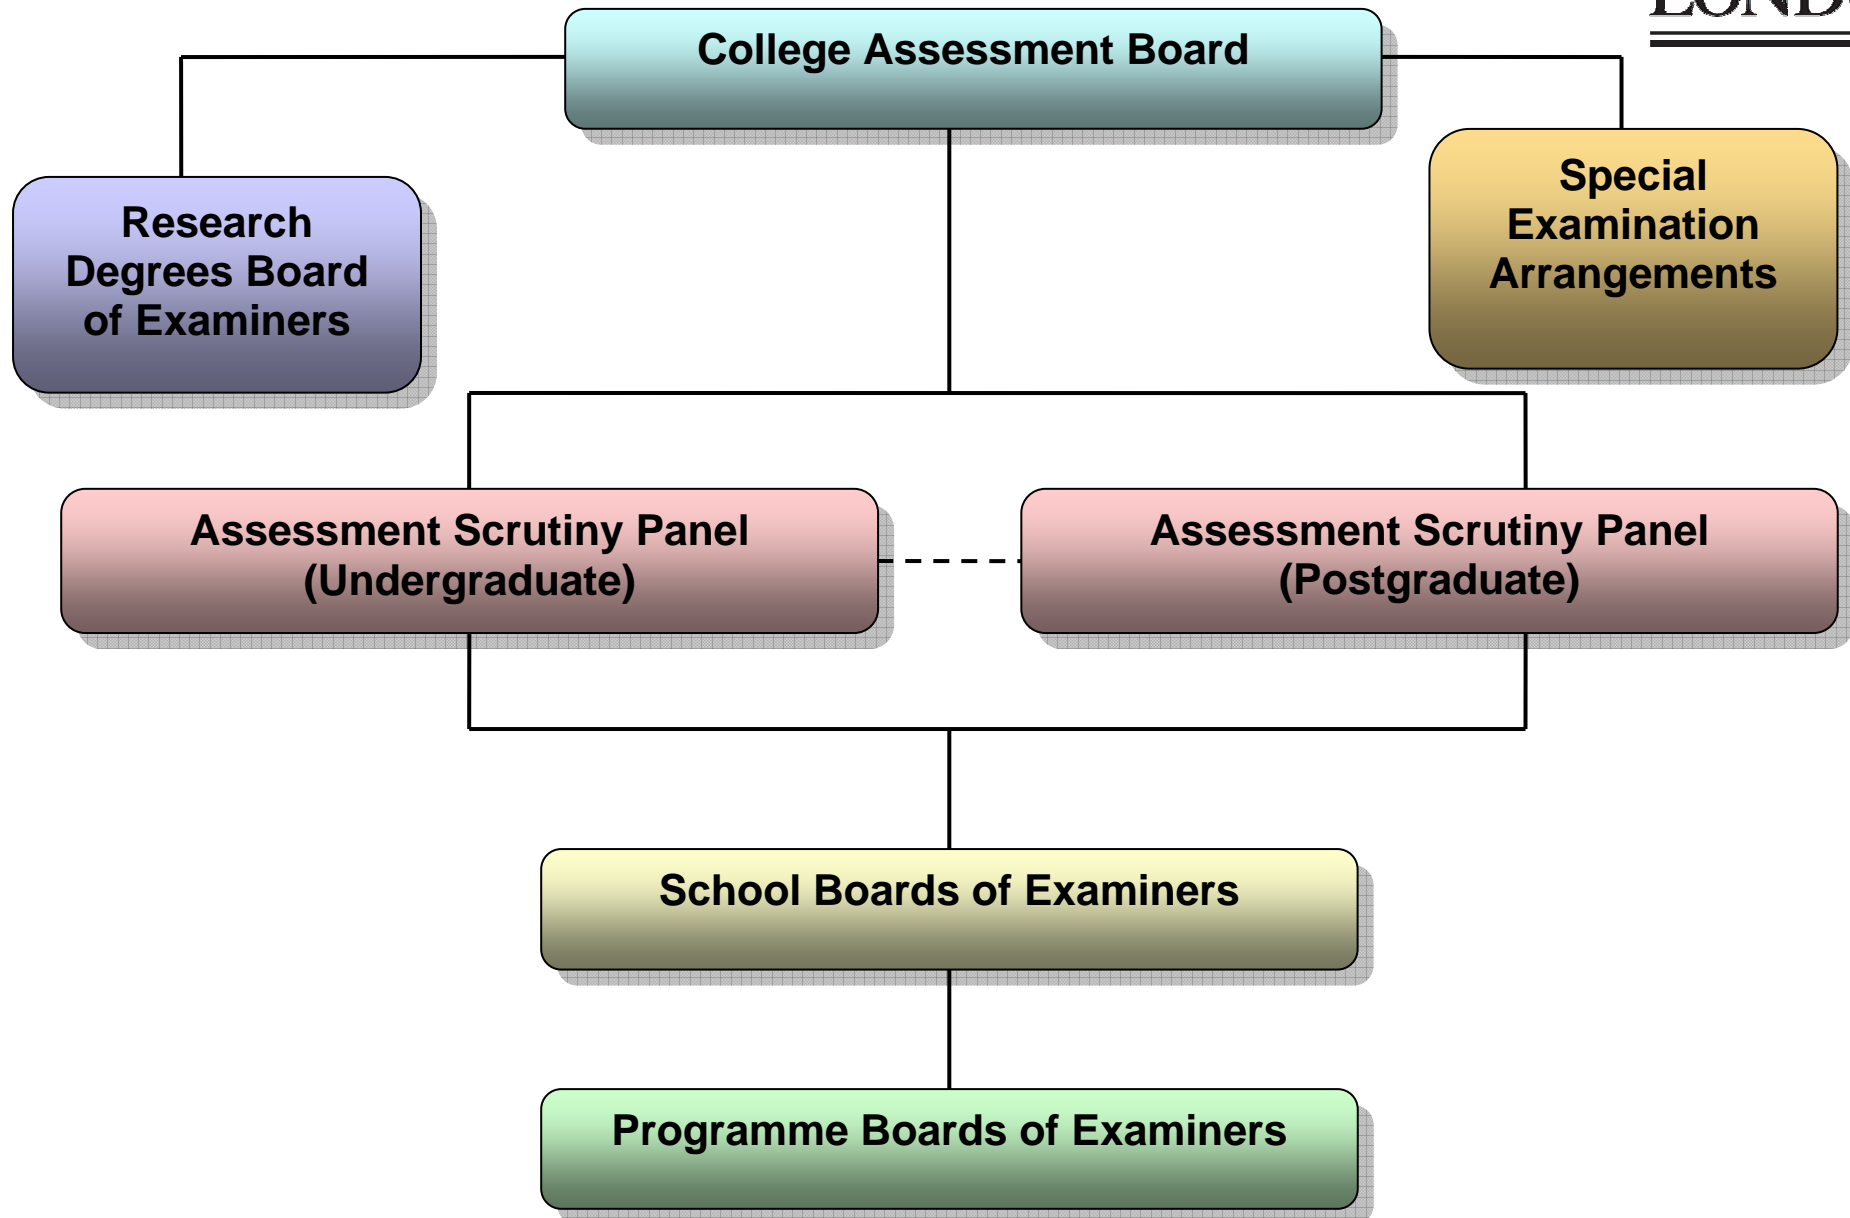 College Assessment Board
Research
Degrees Board
of Examiners
Special
Examination
Arrangements
Assessment Scrutiny Panel
(Undergraduate)
Assessment Scrutiny Panel
(Postgraduate)
School Boards of Examiners
Programme Boards of Examiners